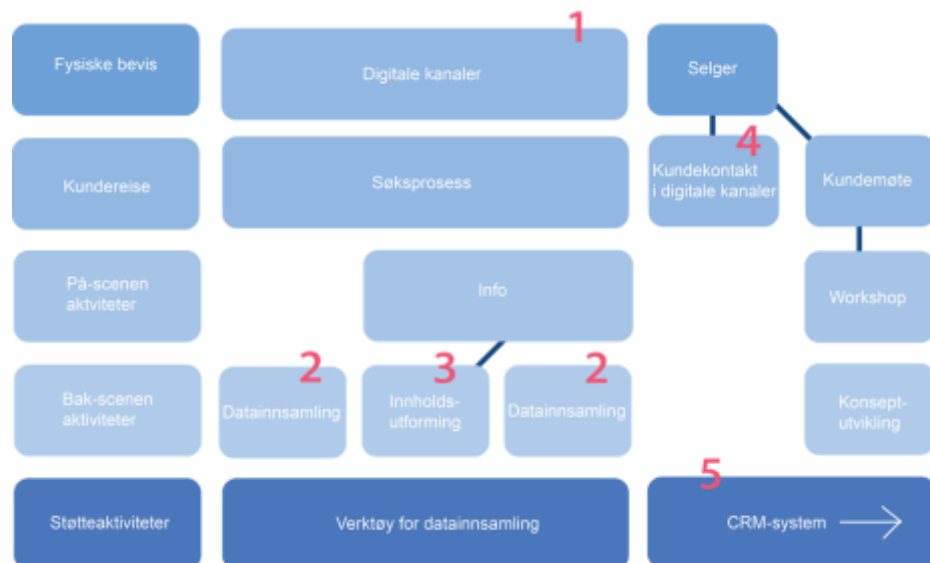 1
Fysiske bevis
Digitale kanaler
Selger
4
Kundereise
Søksprosess
Kundekontakt
i digitale kanaler
Kundemøte
På-scenen
aktviteter
Info
Workshop
2
3
2
Bak-scenen
aktiviteter
Datainnsamling
Innholds-
utforming
Datainnsamling
Konsept-
utvikling
5
Støtteaktiviteter
Verktøy for datainnsamling
CRM-system